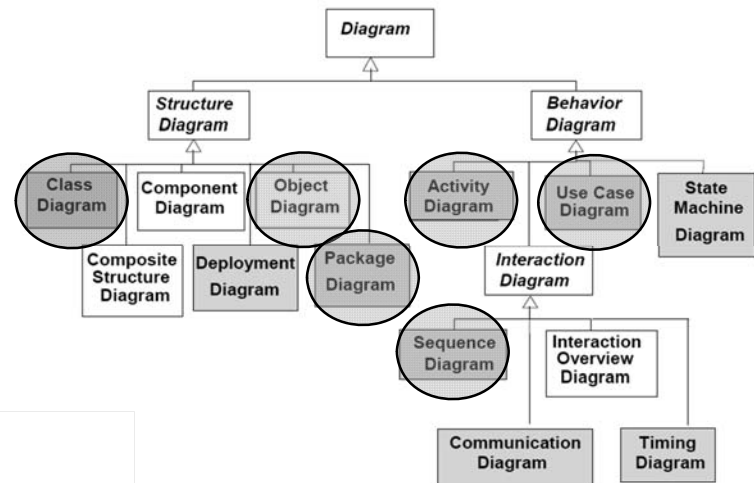 Diagram
Structure
Diagram
Behavior
Diagram
Class
Diagram
Component
Diagram
Object
Diagram
Activity
Diagram
Use Case
Diagram
State
Machine
Diagram
Composite
Structure
Diagram
Deployment
Diagram
Package
Diagram
Interaction
Diagram
Sequence
Diagram
Interaction
Overview
Diagram
Communication
Diagram
Timing
Diagram